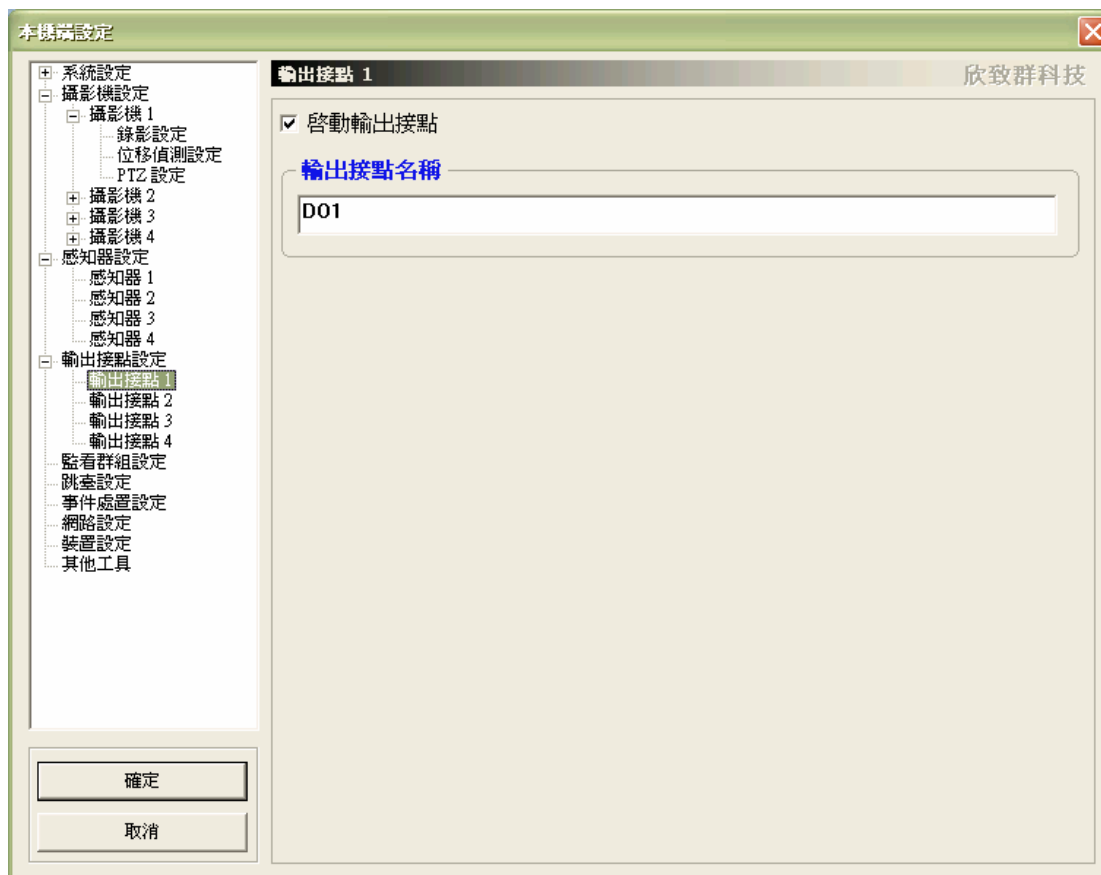 本機端設定
系統設定
攝影機設定
攝影機 1
錄影設定
位移偵測設定
PTZ 設定
攝影機 2
攝影機 3
攝影機 4
感知器設定
感知器 1
感知器 2
感知器 3
感知器 4
輸出接點設定
輸出接點 1
輸出接點 2
輸出接點 3
輸出接點 4
監看群組設定
跳臺設定
事件處置設定
網路設定
裝置設定
其他工具
確定
取消
輸出接點 1
欣致群科技
啓動輸出接點
輸出接點名稱
DO1